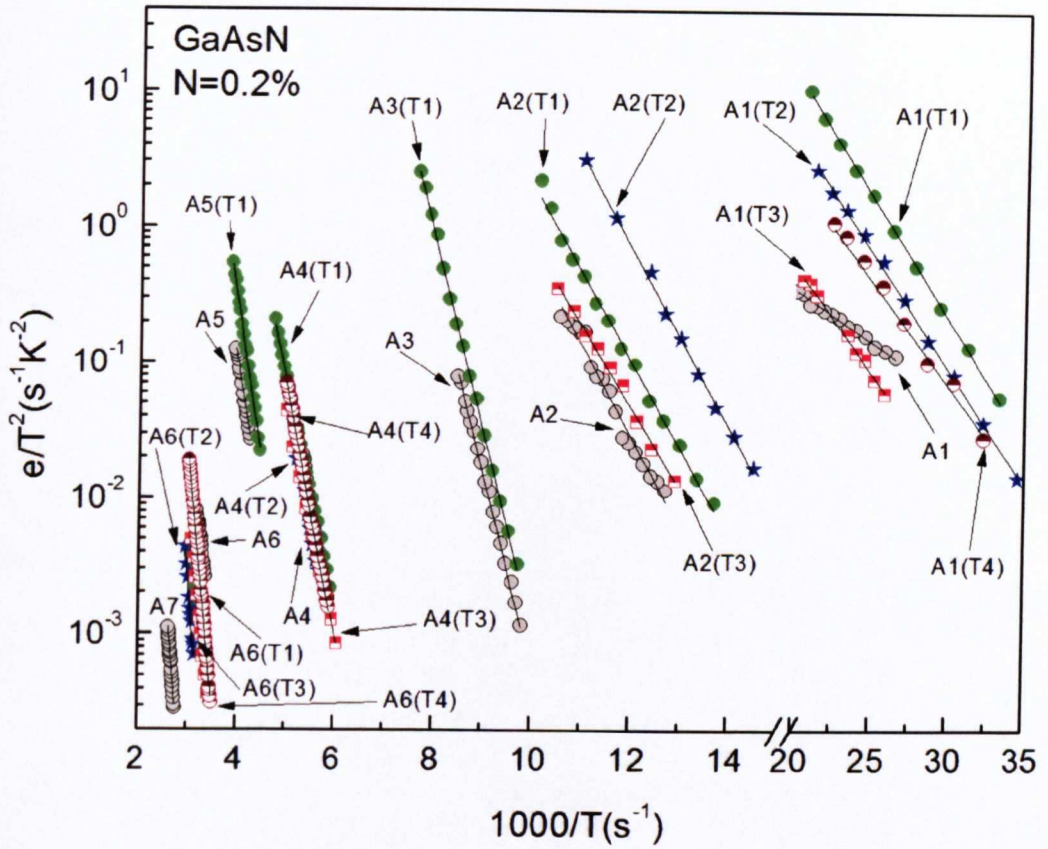 GaAsN
N=0.2%
A3(T1)
A2(T1)
A2(T2)
A1(T2)
A1(T1)
A5(T1)
A1(T3)
A4(T1)
A5
A3
A2
A1
A4(T4)
A6(T2)
A4(T2)
A6
A4
A2(T3)
A1(T4)
A7
A6(T1)
A4(T3)
A6(T3)
A6(T4)
e/T²(s⁻¹K⁻²)
10¹
10⁰
10⁻¹
10⁻²
10⁻³
2 4 6 8 10 12 14 20 25 30 35
1000/T(s⁻¹)